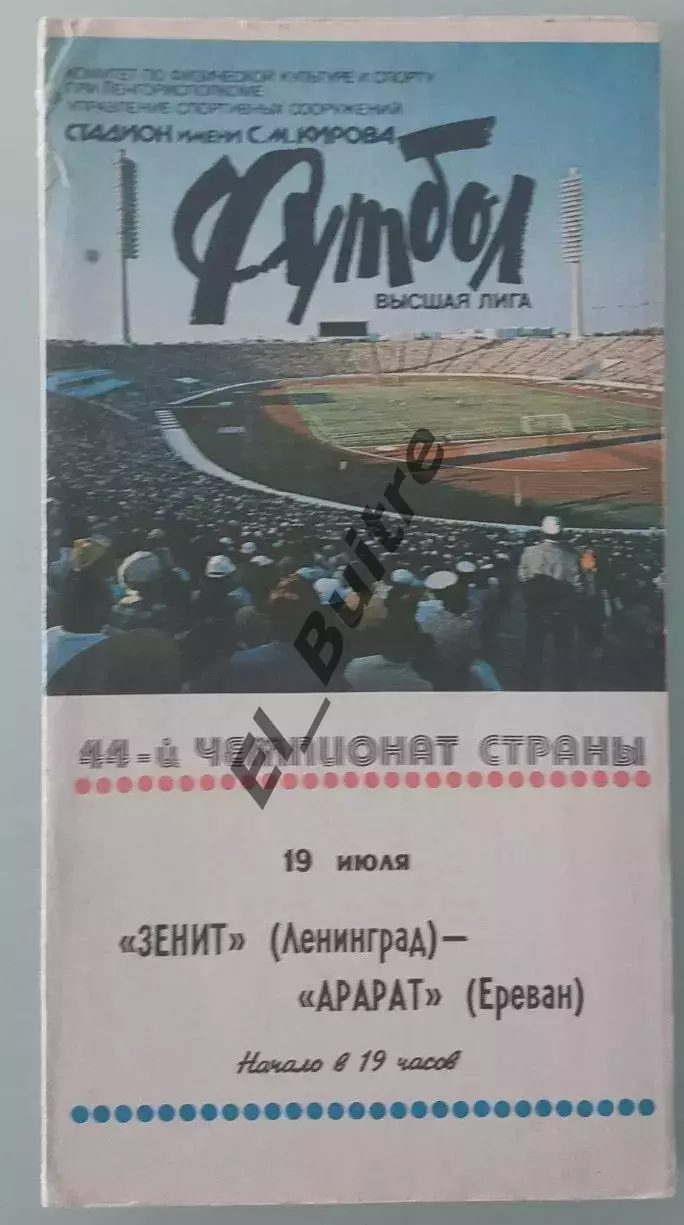 КОМИТЕТ ПО ФИЗИЧЕСКОЙ КУЛЬТУРЕ И СПОРТУ
ПРИ ЛЕНГОРИСПОЛКОМЕ
УПРАВЛЕНИЕ СПОРТИВНЫХ СООРУЖЕНИЙ
СТАДИОН ИМЕНИ С.М.КИРОВА
Футбол
ВЫСШАЯ ЛИГА
El_Buitre
44-й ЧЕМПИОНАТ СТРАНЫ
19 июля
«ЗЕНИТ» (Ленинград)—
«АРАРАТ» (Ереван)
Начало в 19 часов